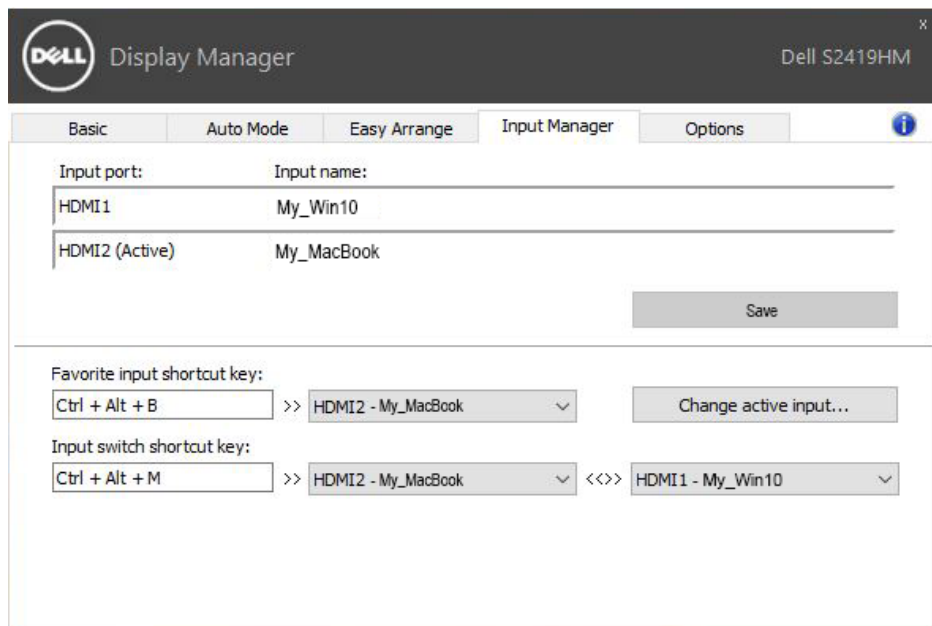 x
DELL Display Manager Dell S2419HM
Basic Auto Mode Easy Arrange Input Manager Options i
Input port: Input name:
HDMI1 My_Win10
HDMI2 (Active) My_MacBook
Save
Favorite input shortcut key:
Ctrl + Alt + B >> HDMI2 - My_MacBook Change active input...
Input switch shortcut key:
Ctrl + Alt + M >> HDMI2 - My_MacBook <<>> HDMI1 - My_Win10